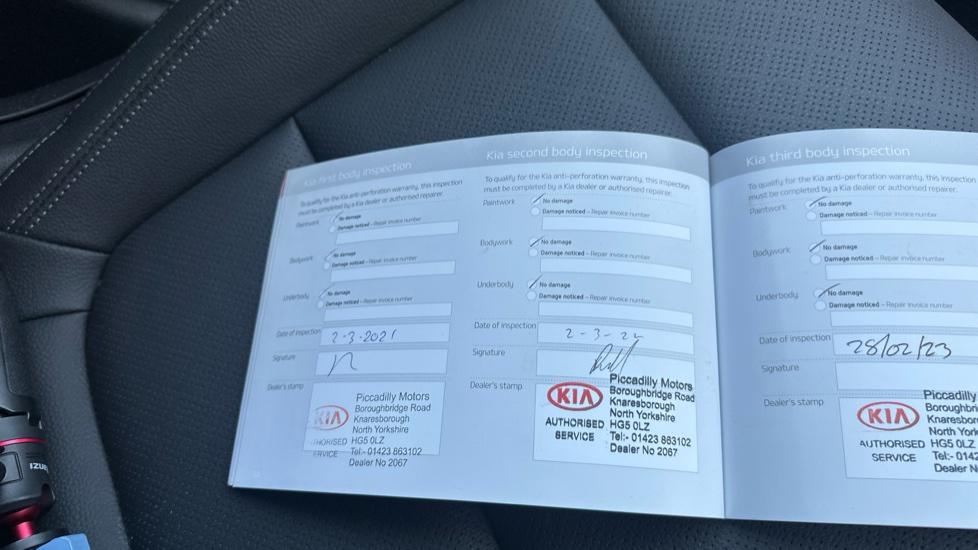 Kia first body inspection
To qualify for the Kia anti-perforation warranty, this inspection
must be completed by a Kia dealer or authorised repairer.
Paintwork
No damage
Damage noticed – Repair invoice number
Bodywork
No damage
Damage noticed – Repair invoice number
Underbody
No damage
Damage noticed – Repair invoice number
Date of inspection
2-3-2021
Signature
Dealer's stamp
KIA
Piccadilly Motors
Boroughbridge Road
Knaresborough
North Yorkshire
HG5 0LZ
Tel:- 01423 863102
Dealer No 2067
Kia second body inspection
To qualify for the Kia anti-perforation warranty, this inspection
must be completed by a Kia dealer or authorised repairer.
Paintwork
No damage
Damage noticed – Repair invoice number
Bodywork
No damage
Damage noticed – Repair invoice number
Underbody
No damage
Damage noticed – Repair invoice number
Date of inspection
2-3-22
Signature
Dealer's stamp
KIA
AUTHORISED
SERVICE
Piccadilly Motors
Boroughbridge Road
Knaresborough
North Yorkshire
HG5 0LZ
Tel:- 01423 863102
Dealer No 2067
Kia third body inspection
To qualify for the Kia anti-perforation warranty, this inspection
must be completed by a Kia dealer or authorised repairer.
Paintwork
No damage
Damage noticed – Repair invoice number
Bodywork
No damage
Damage noticed – Repair invoice number
Underbody
No damage
Damage noticed – Repair invoice number
Date of inspection
28/02/23
Signature
Dealer's stamp
KIA
AUTHORISED
SERVICE
Piccadilly
HG5 0LZ